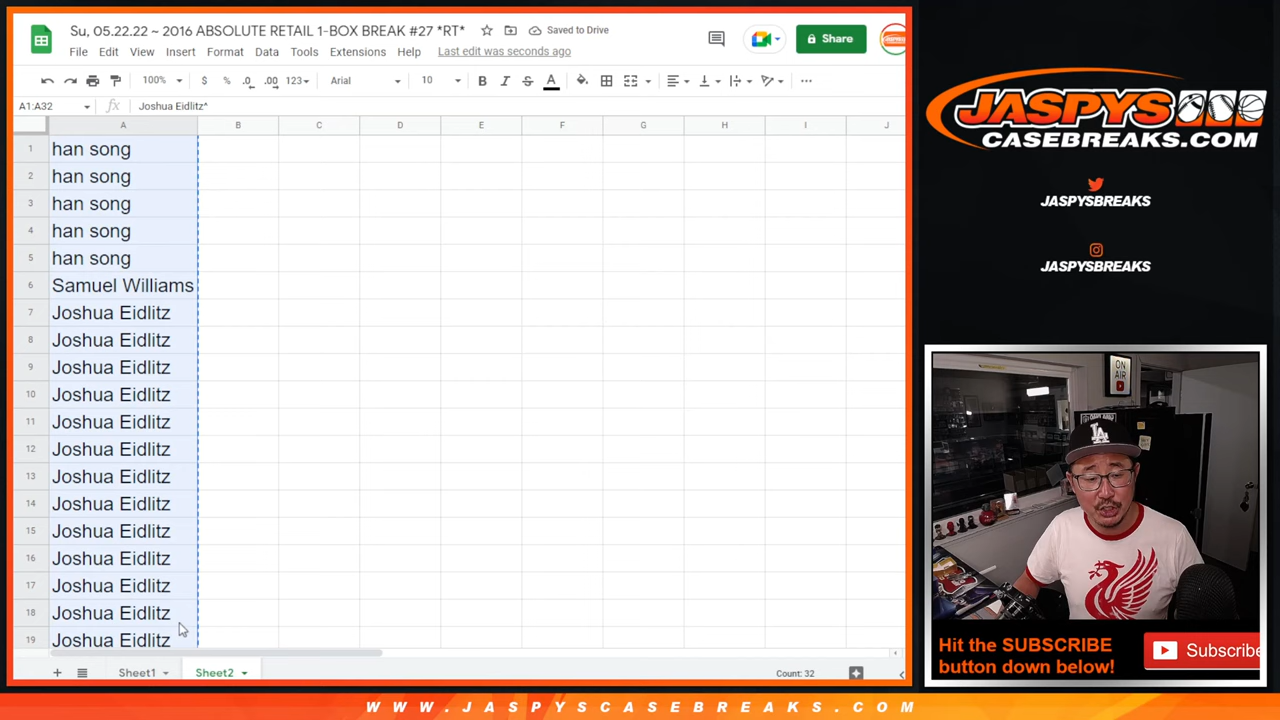 Su, 05.22.22 ~ 2016 ABSOLUTE RETAIL 1-BOX BREAK #27 *RT*
Saved to Drive
File Edit View Insert Format Data Tools Extensions Help Last edit was seconds ago
Share
100% $ % .0 .00 123 Arial 10 B I S A
A1:A32 fx Joshua Eidlitz^
A B C D E F G H I J
1 han song
2 han song
3 han song
4 han song
5 han song
6 Samuel Williams
7 Joshua Eidlitz
8 Joshua Eidlitz
9 Joshua Eidlitz
10 Joshua Eidlitz
11 Joshua Eidlitz
12 Joshua Eidlitz
13 Joshua Eidlitz
14 Joshua Eidlitz
15 Joshua Eidlitz
16 Joshua Eidlitz
17 Joshua Eidlitz
18 Joshua Eidlitz
19 Joshua Eidlitz
+ Sheet1 Sheet2 Count: 32
JASPYS
CASEBREAKS.COM
JASPYSBREAKS
JASPYSBREAKS
ON
AIR
LA
Hit the SUBSCRIBE
button down below!
Subscribe
WWW.JASPYSCASEBREAKS.COM